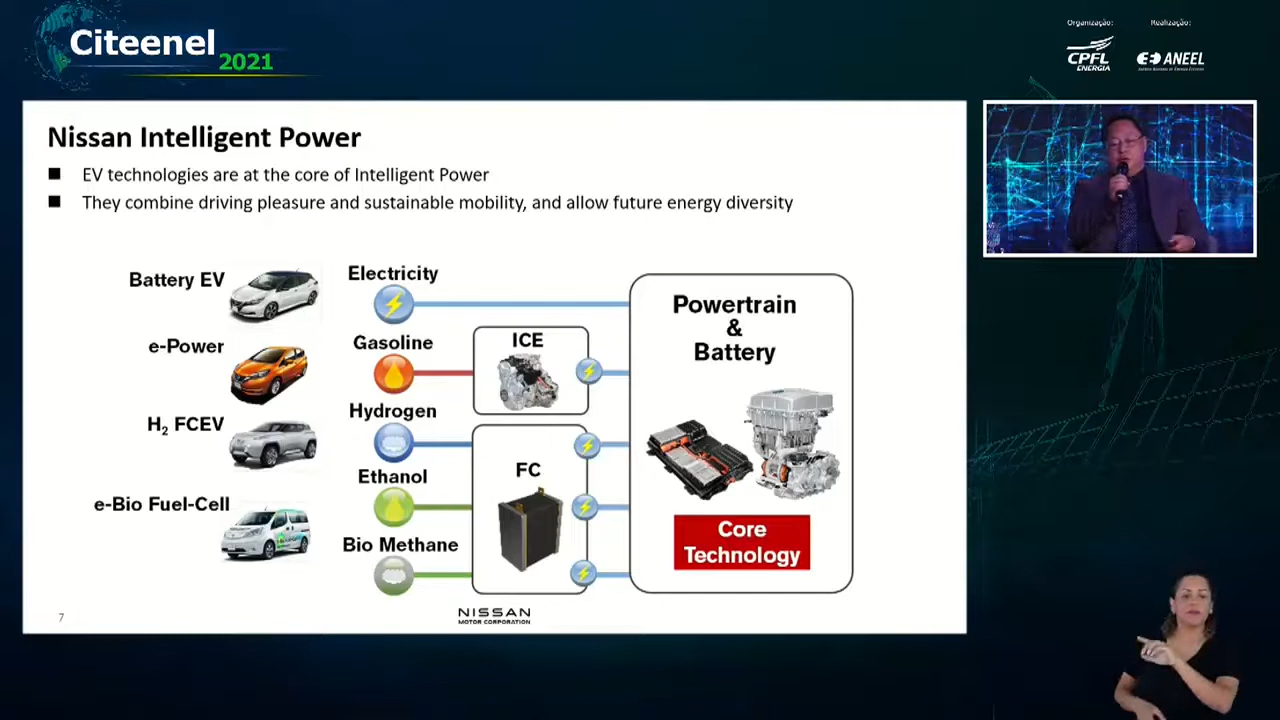 Citeenel
2021
Organização:
Realização:
CPFL
ENERGIA
ANEEL
Nissan Intelligent Power
EV technologies are at the core of Intelligent Power
They combine driving pleasure and sustainable mobility, and allow future energy diversity
Battery EV
e-Power
H₂ FCEV
e-Bio Fuel-Cell
Electricity
Gasoline
Hydrogen
Ethanol
Bio Methane
ICE
FC
Powertrain
&
Battery
Core
Technology
7
NISSAN
MOTOR CORPORATION